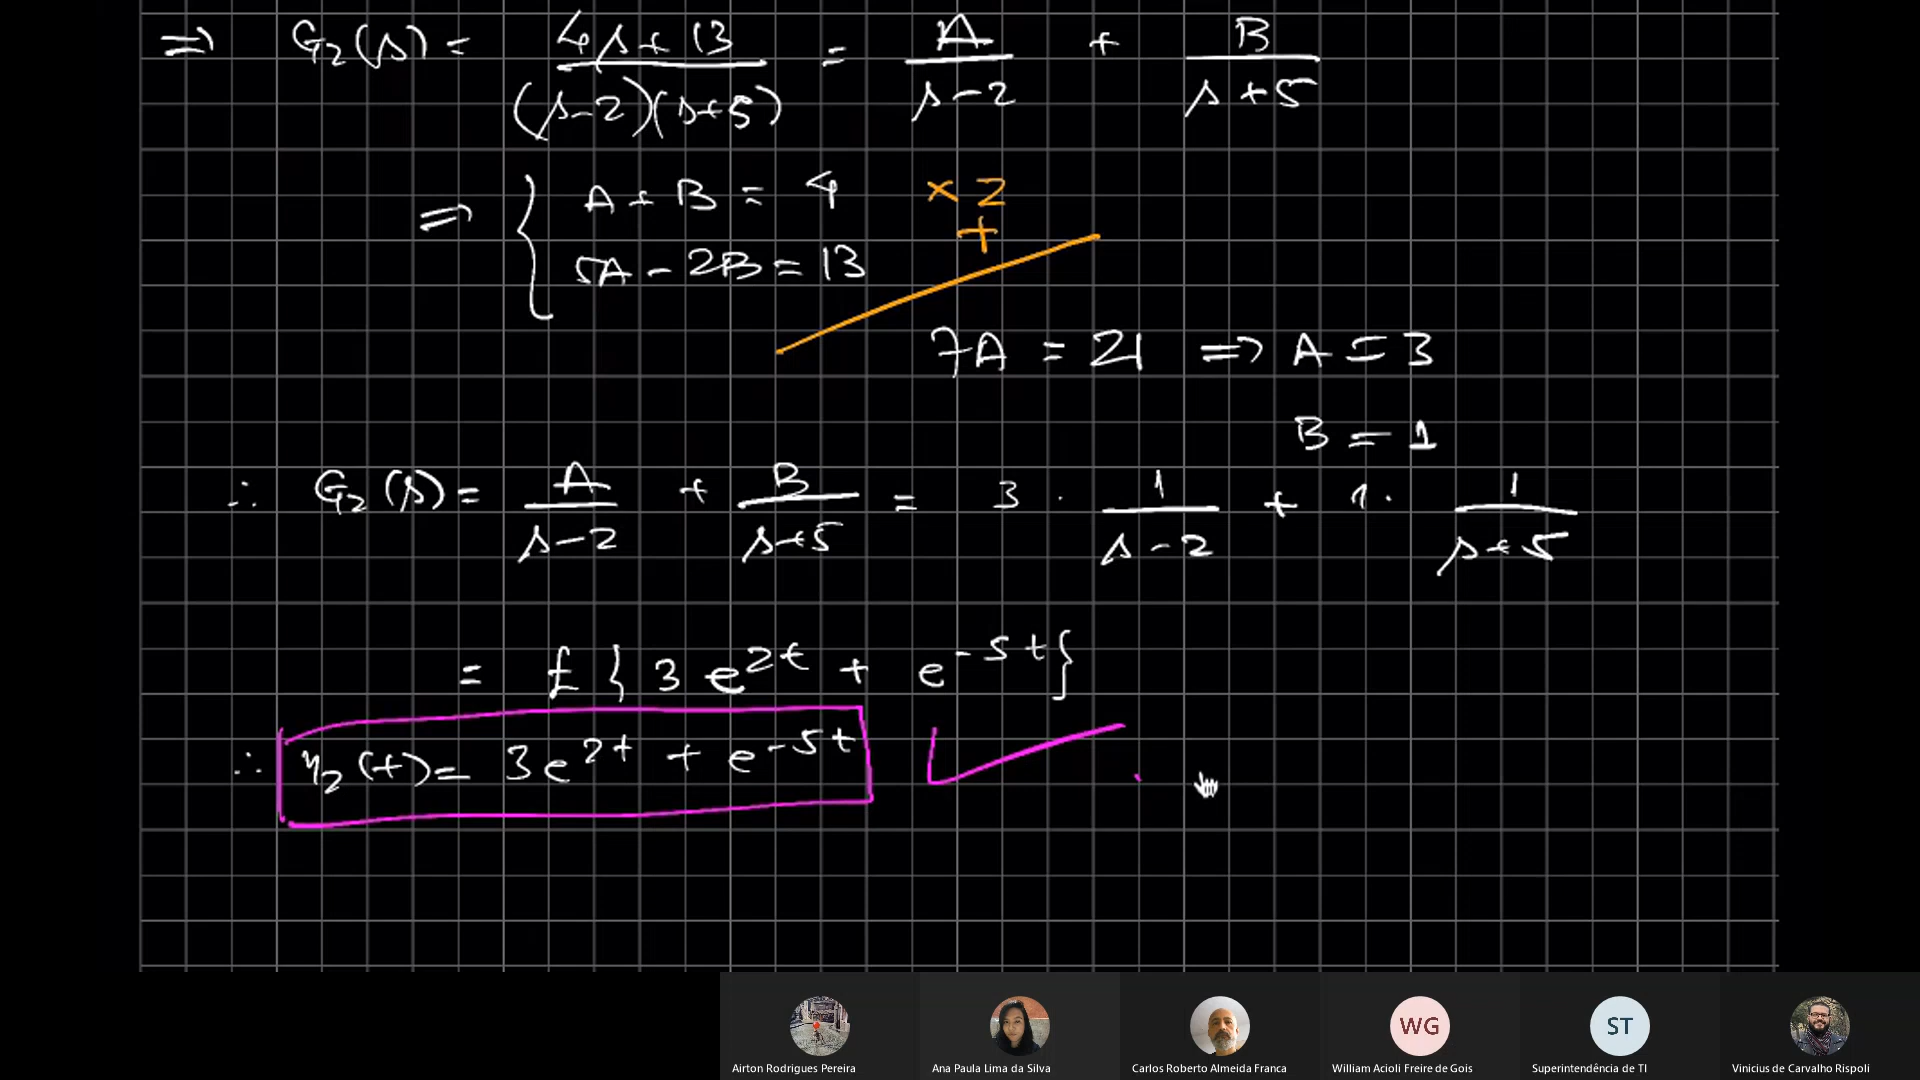 ⇒ G₂(s) = (4s+13)/((s-2)(s+5)) = A/(s-2) + B/(s+5)
⇒ { A + B = 4 × 2
+
5A - 2B = 13
7A = 21 ⇒ A = 3
B = 1
∴ G₂(s) = A/(s-2) + B/(s+5) = 3 · 1/(s-2) + 1 · 1/(s+5)
= £ { 3 e^{2t} + e^{-5t} }
∴ y₂(t) = 3e^{2t} + e^{-5t}
WG ST
Airton Rodrigues Pereira Ana Paula Lima da Silva Carlos Roberto Almeida Franca William Acioli Freire de Gois Superintendência de TI Vinicius de Carvalho Rispoli